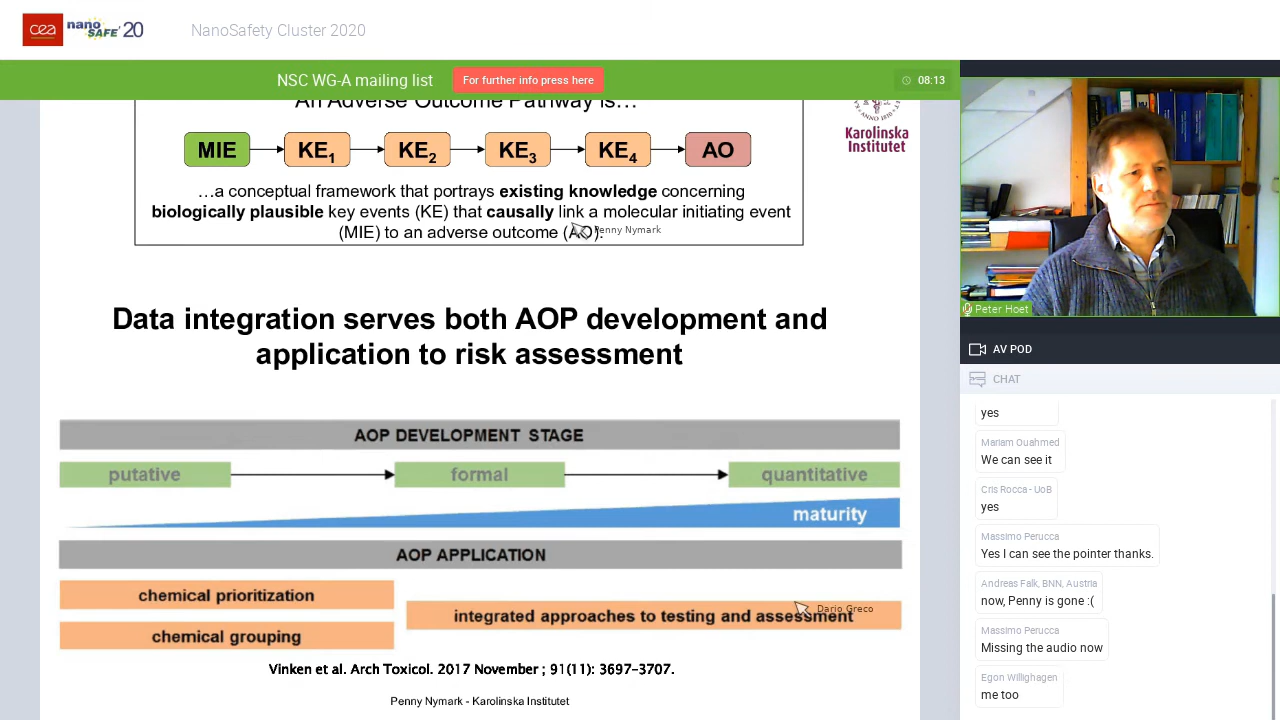 cea nano SAFE' 20
NanoSafety Cluster 2020
NSC WG-A mailing list
For further info press here
08:13
An Adverse Outcome Pathway is…
MIE KE1 KE2 KE3 KE4 AO
Karolinska
Institutet
…a conceptual framework that portrays existing knowledge concerning
biologically plausible key events (KE) that causally link a molecular initiating event
(MIE) to an adverse outcome (AO).
Penny Nymark
Data integration serves both AOP development and
application to risk assessment
AOP DEVELOPMENT STAGE
putative formal quantitative
maturity
AOP APPLICATION
chemical prioritization
integrated approaches to testing and assessment
Dario Greco
chemical grouping
Vinken et al. Arch Toxicol. 2017 November ; 91(11): 3697–3707.
Penny Nymark - Karolinska Institutet
Peter Hoet
AV POD
CHAT
yes
Mariam Ouahmed
We can see it
Cris Rocca - UoB
yes
Massimo Perucca
Yes I can see the pointer thanks.
Andreas Falk, BNN, Austria
now, Penny is gone :(
Massimo Perucca
Missing the audio now
Egon Willighagen
me too